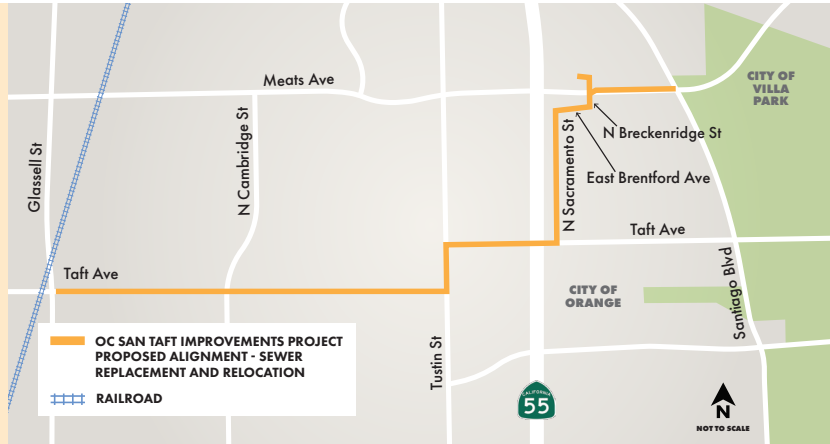 Meats Ave
CITY OF
VILLA
PARK
Glassell St
N Cambridge St
N Sacramento St
N Breckenridge St
East Brentford Ave
Taft Ave
Taft Ave
CITY OF
ORANGE
Santiago Blvd
Tustin St
OC SAN TAFT IMPROVEMENTS PROJECT
PROPOSED ALIGNMENT - SEWER
REPLACEMENT AND RELOCATION
RAILROAD
CALIFORNIA
55
N
NOT TO SCALE